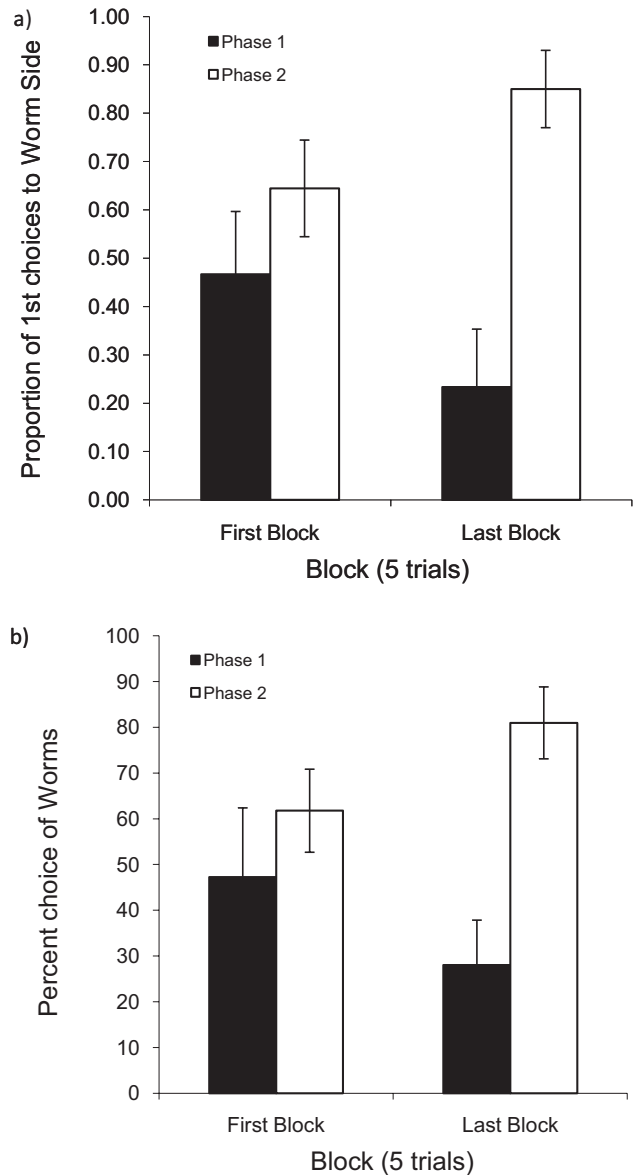 a)
Proportion of 1st choices to Worm Side
1.00
0.90
0.80
0.70
0.60
0.50
0.40
0.30
0.20
0.10
0.00
Phase 1
Phase 2
First Block
Last Block
Block (5 trials)
b)
Percent choice of Worms
100
90
80
70
60
50
40
30
20
10
0
Phase 1
Phase 2
First Block
Last Block
Block (5 trials)